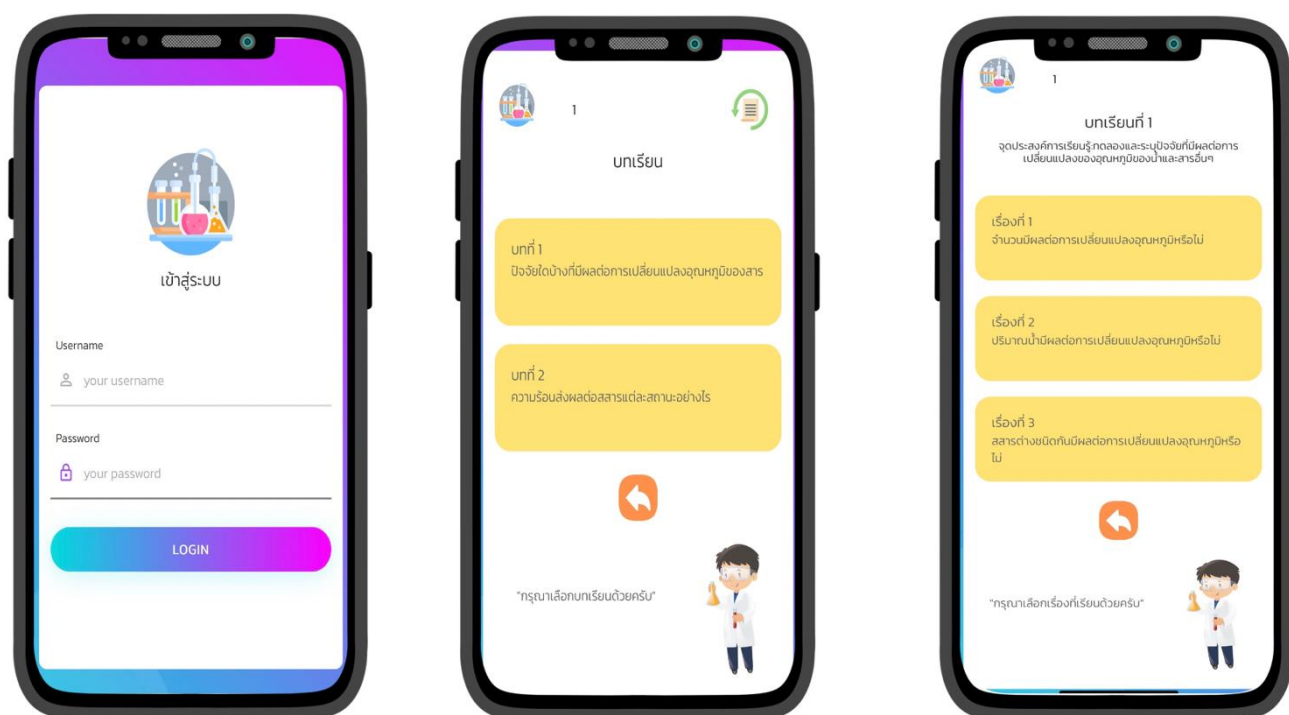 เข้าสู่ระบบ
Username
your username
Password
your password
LOGIN
1
บทเรียน
บทที่ 1
ปัจจัยใดบ้างที่มีผลต่อการเปลี่ยนแปลงอุณหภูมิของสาร
บทที่ 2
ความร้อนส่งผลต่อสสารแต่ละสถานะอย่างไร
"กรุณาเลือกบทเรียนด้วยครับ"
1
บทเรียนที่ 1
จุดประสงค์การเรียนรู้:ทดลองและระบุปัจจัยที่มีผลต่อการ
เปลี่ยนแปลงของอุณหภูมิของน้ำและสารอื่นๆ
เรื่องที่ 1
จำนวนมีผลต่อการเปลี่ยนแปลงอุณหภูมิหรือไม่
เรื่องที่ 2
ปริมาณน้ำมีผลต่อการเปลี่ยนแปลงอุณหภูมิหรือไม่
เรื่องที่ 3
สสารต่างชนิดกันมีผลต่อการเปลี่ยนแปลงอุณหภูมิหรือ
ไม่
"กรุณาเลือกเรื่องที่เรียนด้วยครับ"